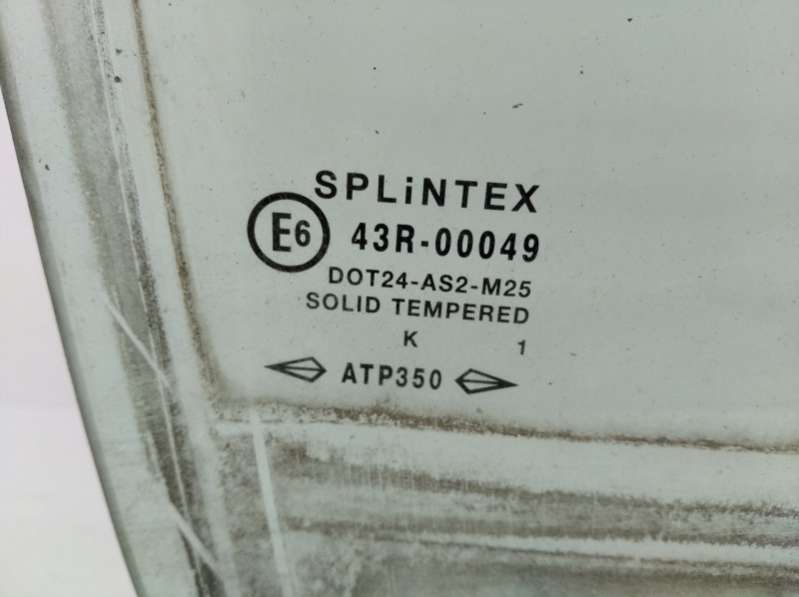 SPLiNTEX
E6 43R-00049
DOT24-AS2-M25
SOLID TEMPERED
K 1
ATP350